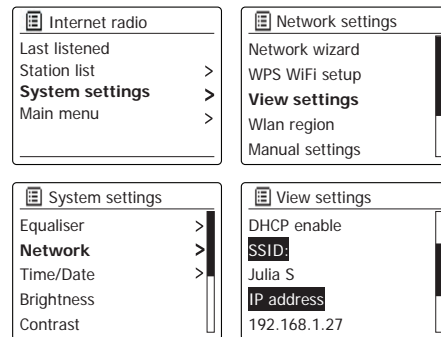 Internet radio
Last listened
Station list >
System settings >
Main menu >
Network settings
Network wizard
WPS WiFi setup
View settings
Wlan region
Manual settings
System settings
Equaliser >
Network >
Time/Date >
Brightness
Contrast
View settings
DHCP enable
SSID:
Julia S
IP address
192.168.1.27